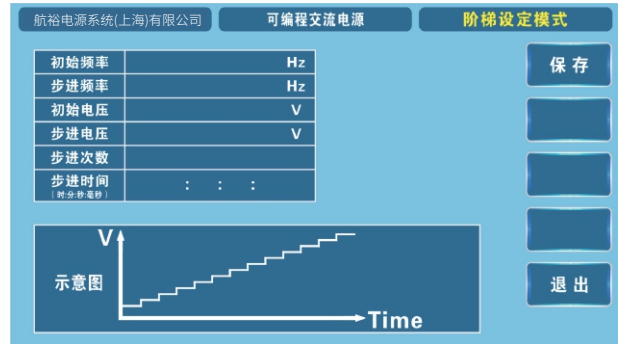 航裕电源系统(上海)有限公司 可编程交流电源 阶梯设定模式
初始频率 Hz
步进频率 Hz
初始电压 V
步进电压 V
步进次数
步进时间 : : :
(时:分:秒:毫秒)
保存
V
示意图
Time
退出